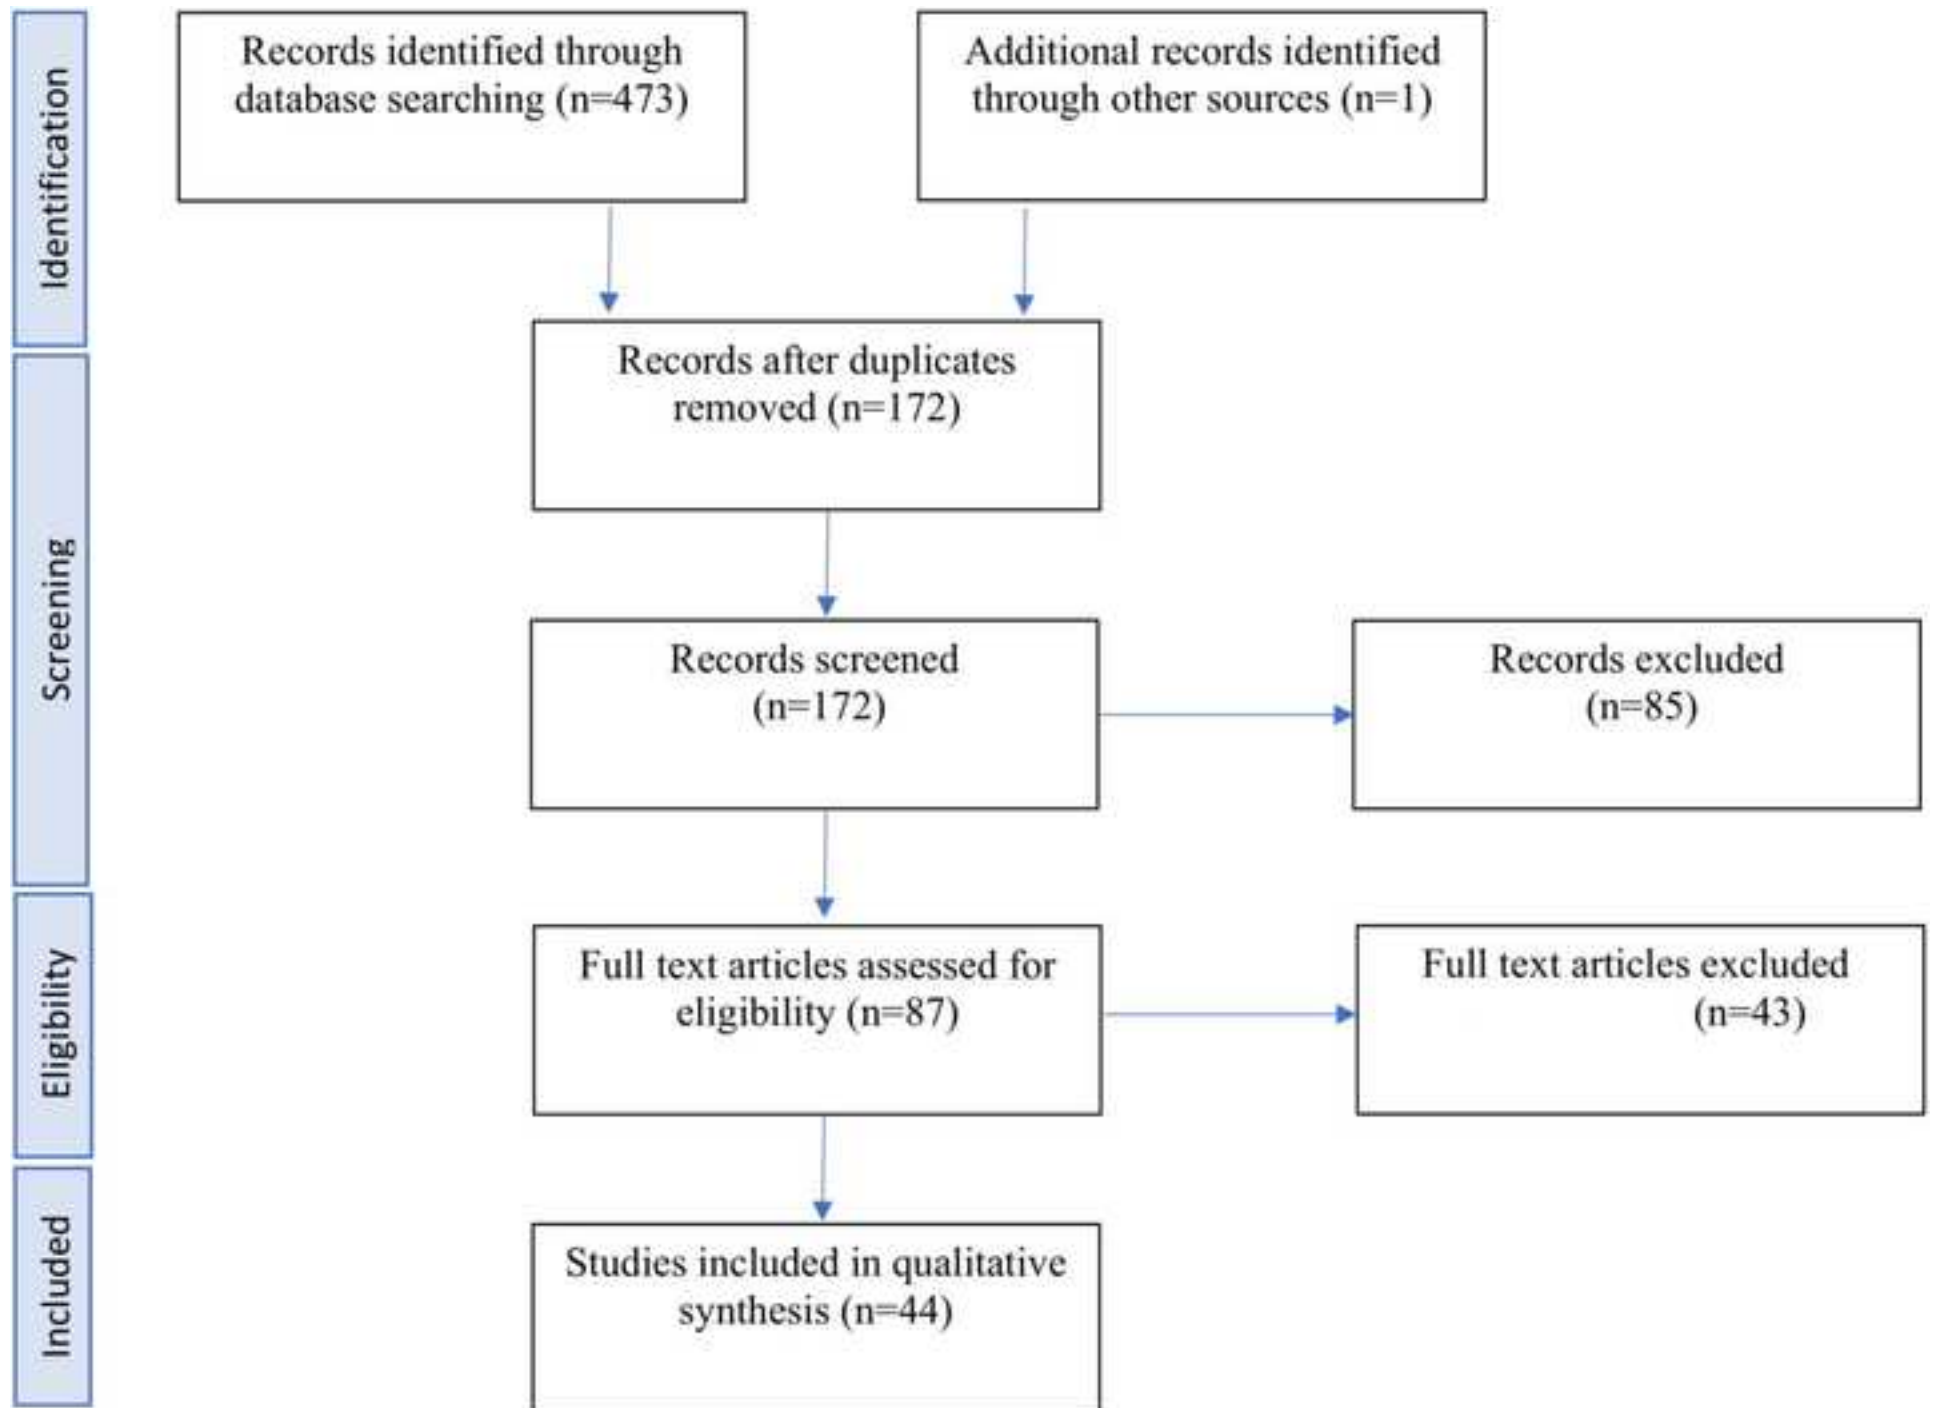 Identification
Records identified through
database searching (n=473)
Additional records identified
through other sources (n=1)
Screening
Records after duplicates
removed (n=172)
Records screened
(n=172)
Records excluded
(n=85)
Eligibility
Full text articles assessed for
eligibility (n=87)
Full text articles excluded
(n=43)
Included
Studies included in qualitative
synthesis (n=44)